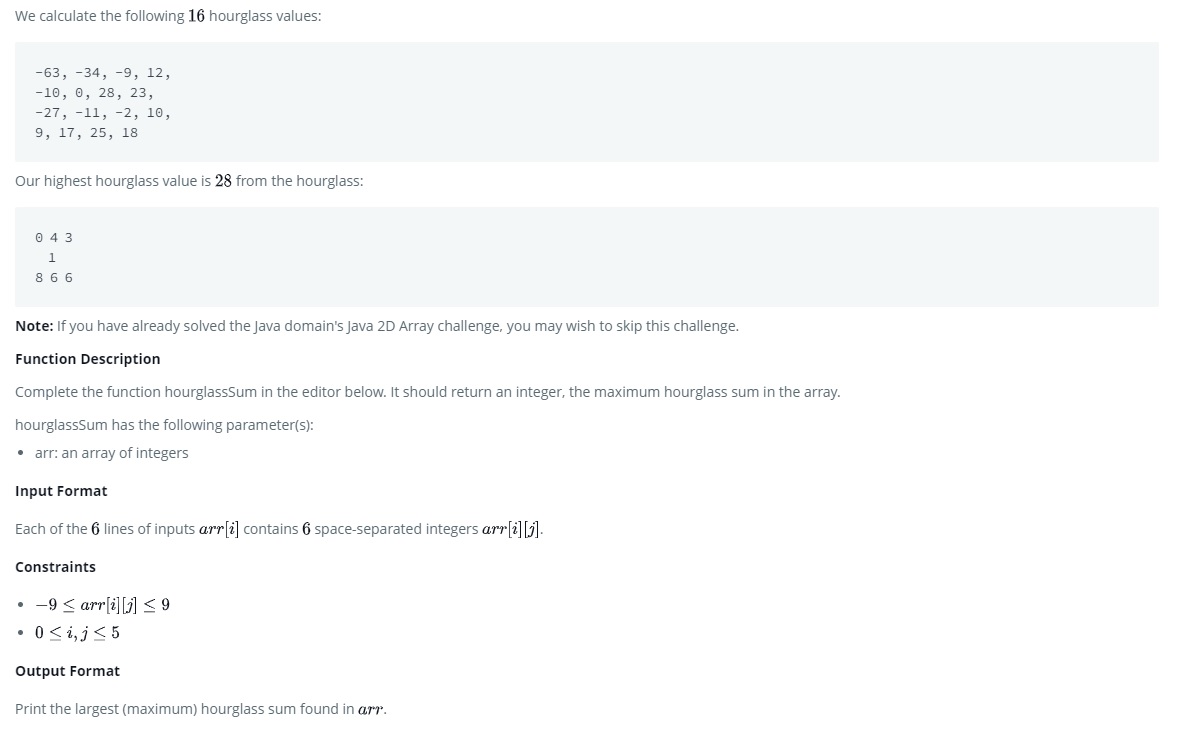 We calculate the following 16 hourglass values:
-63, -34, -9, 12,
-10, 0, 28, 23,
-27, -11, -2, 10,
9, 17, 25, 18
Our highest hourglass value is 28 from the hourglass:
0 4 3
1
8 6 6
Note: If you have already solved the Java domain's Java 2D Array challenge, you may wish to skip this challenge.
Function Description
Complete the function hourglassSum in the editor below. It should return an integer, the maximum hourglass sum in the array.
hourglassSum has the following parameter(s):
• arr: an array of integers
Input Format
Each of the 6 lines of inputs arr[i] contains 6 space-separated integers arr[i][j].
Constraints
• −9 ≤ arr[i][j] ≤ 9
• 0 ≤ i, j ≤ 5
Output Format
Print the largest (maximum) hourglass sum found in arr.